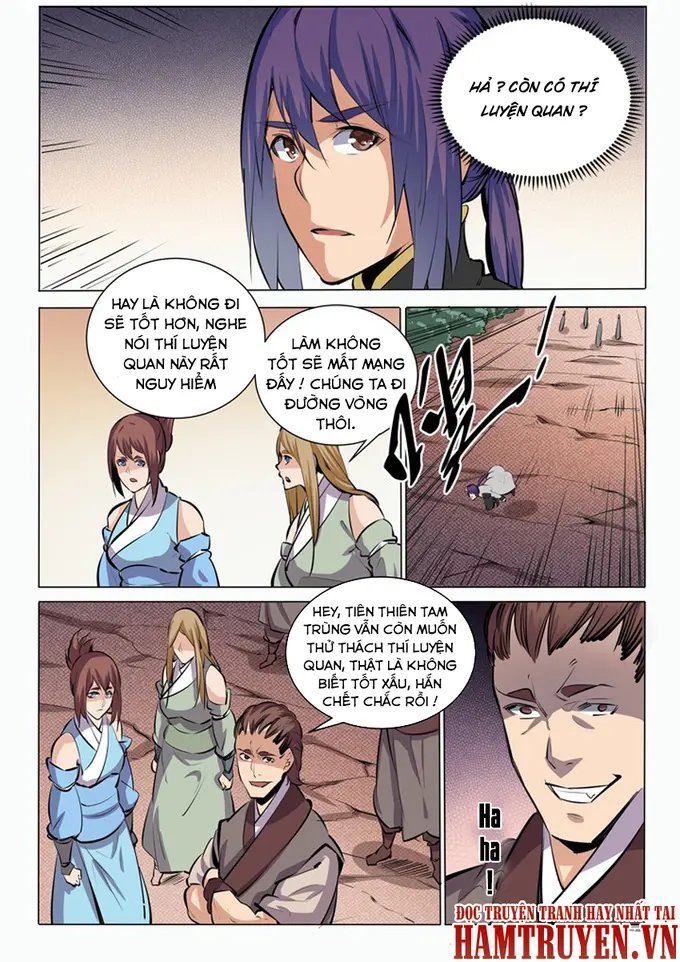 HẢ ? CÒN CÓ THÍ
LUYỆN QUAN ?
HAY LÀ KHÔNG ĐI
SẼ TỐT HƠN, NGHE
NÓI THÍ LUYỆN
QUAN NÀY RẤT
NGUY HIỂM
LÀM KHÔNG
TỐT SẼ MẤT MẠNG
ĐẤY ! CHÚNG TA ĐI
ĐƯỜNG VÒNG
THÔI.
HEY, TIÊN THIÊN TAM
TRÙNG VẪN CÒN MUỐN
THỬ THÁCH THÍ LUYỆN
QUAN, THẬT LÀ KHÔNG
BIẾT TỐT XẤU, HẮN
CHẾT CHẮC RỒI !
Ha
ha
!
ĐỌC TRUYỆN TRANH HAY NHẤT TẠI
HAMTRUYEN.VN